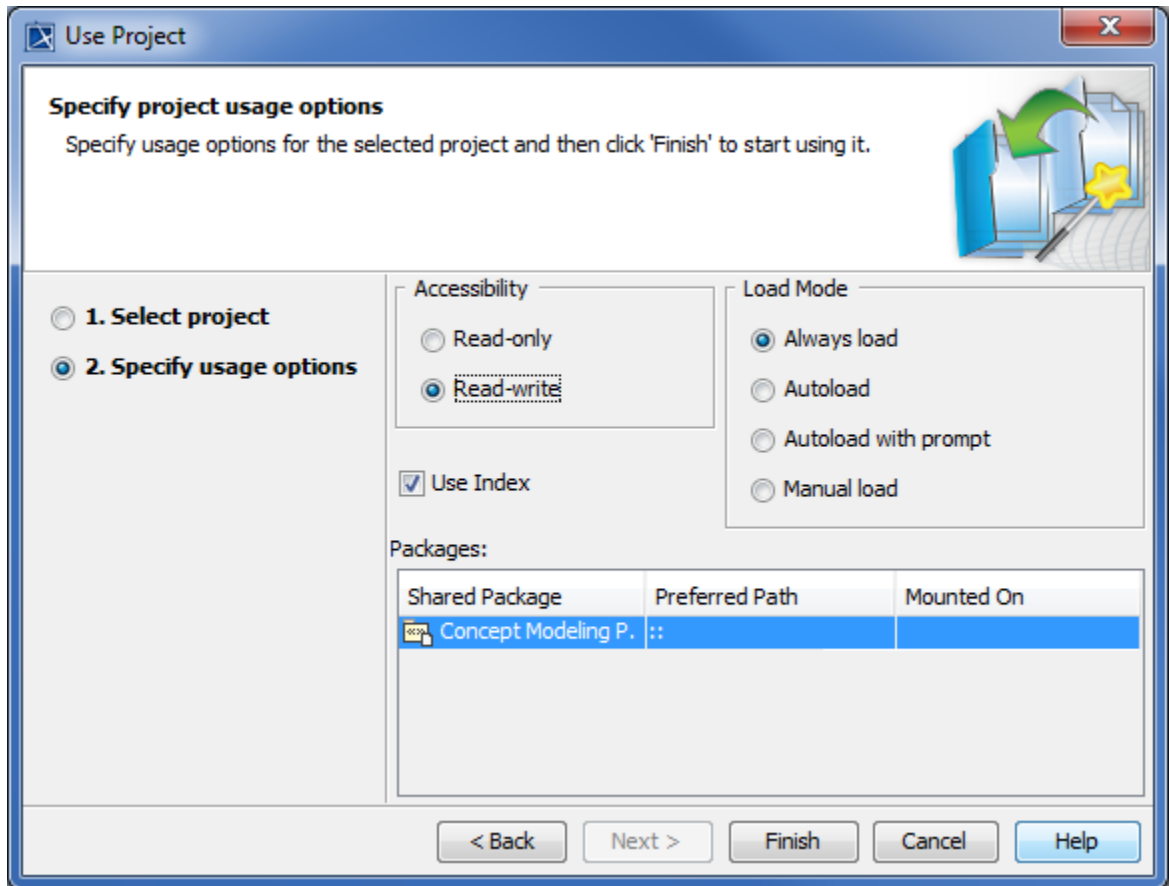 Use Project
Specify project usage options
Specify usage options for the selected project and then click 'Finish' to start using it.
1. Select project
2. Specify usage options
Accessibility
Read-only
Read-write
Use Index
Load Mode
Always load
Autoload
Autoload with prompt
Manual load
Packages:
Shared Package Preferred Path Mounted On
«» Concept Modeling P. ::
< Back Next > Finish Cancel Help